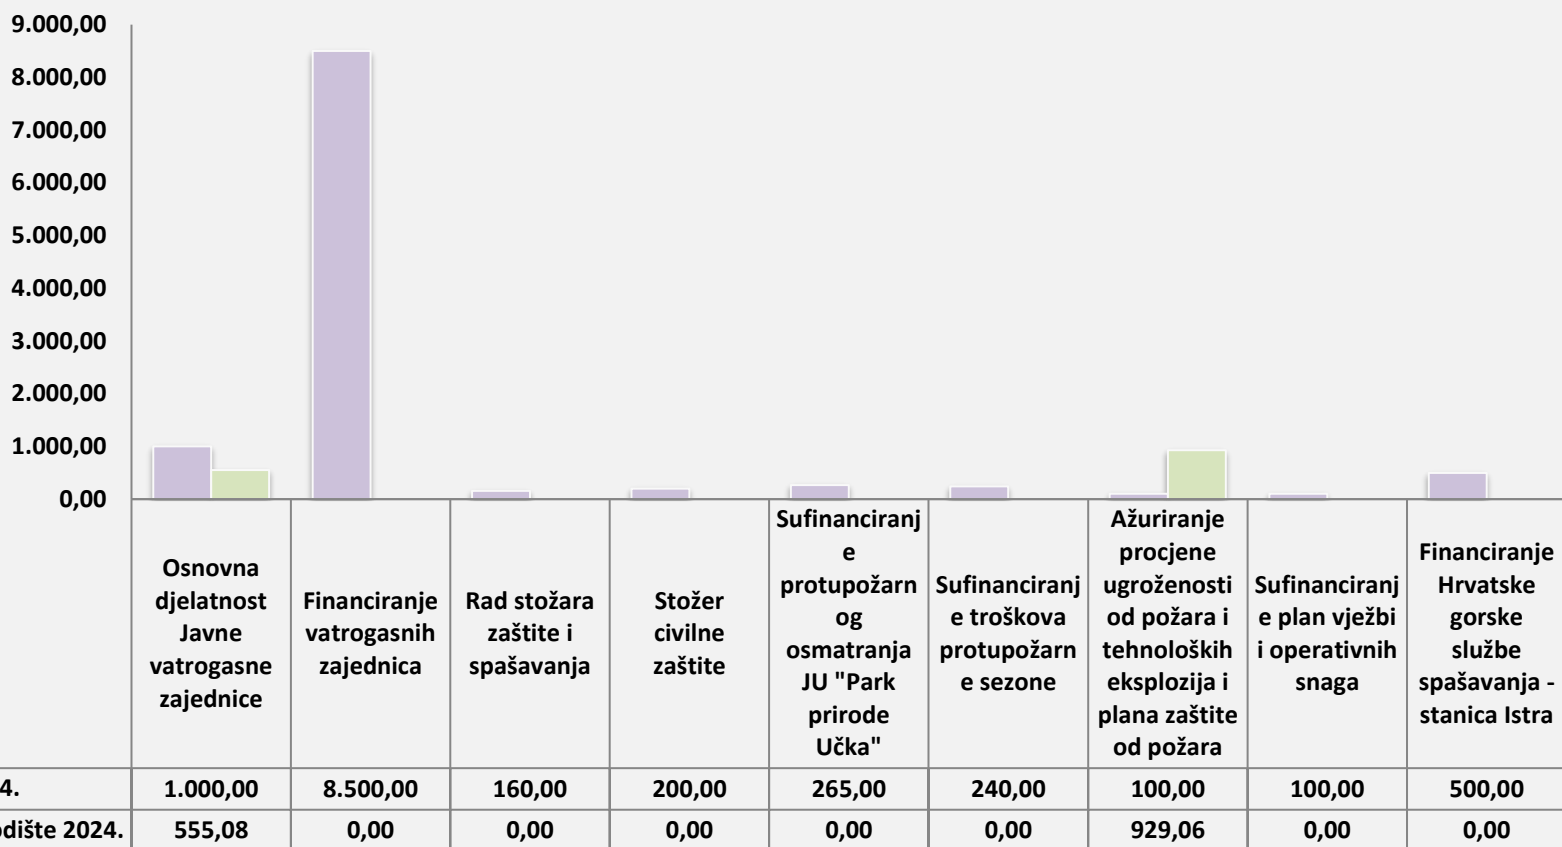 9.000,00
8.000,00
7.000,00
6.000,00
5.000,00
4.000,00
3.000,00
2.000,00
1.000,00
0,00
Osnovna
djelatnost
Javne
vatrogasne
zajednice
Financiranje
vatrogasnih
zajednica
Rad stožara
zaštite i
spašavanja
Stožer
civilne
zaštite
Sufinanciranj
e
protupožarn
og
osmatranja
JU "Park
prirode
Učka"
Sufinanciranj
e troškova
protupožarn
e sezone
Ažuriranje
procjene
ugroženosti
od požara i
tehnoloških
eksplozija i
plana zaštite
od požara
Sufinanciranj
e plan vježbi
i operativnih
snaga
Financiranje
Hrvatske
gorske
službe
spašavanja -
stanica Istra
4. 1.000,00 8.500,00 160,00 200,00 265,00 240,00 100,00 100,00 500,00
odište 2024. 555,08 0,00 0,00 0,00 0,00 0,00 929,06 0,00 0,00